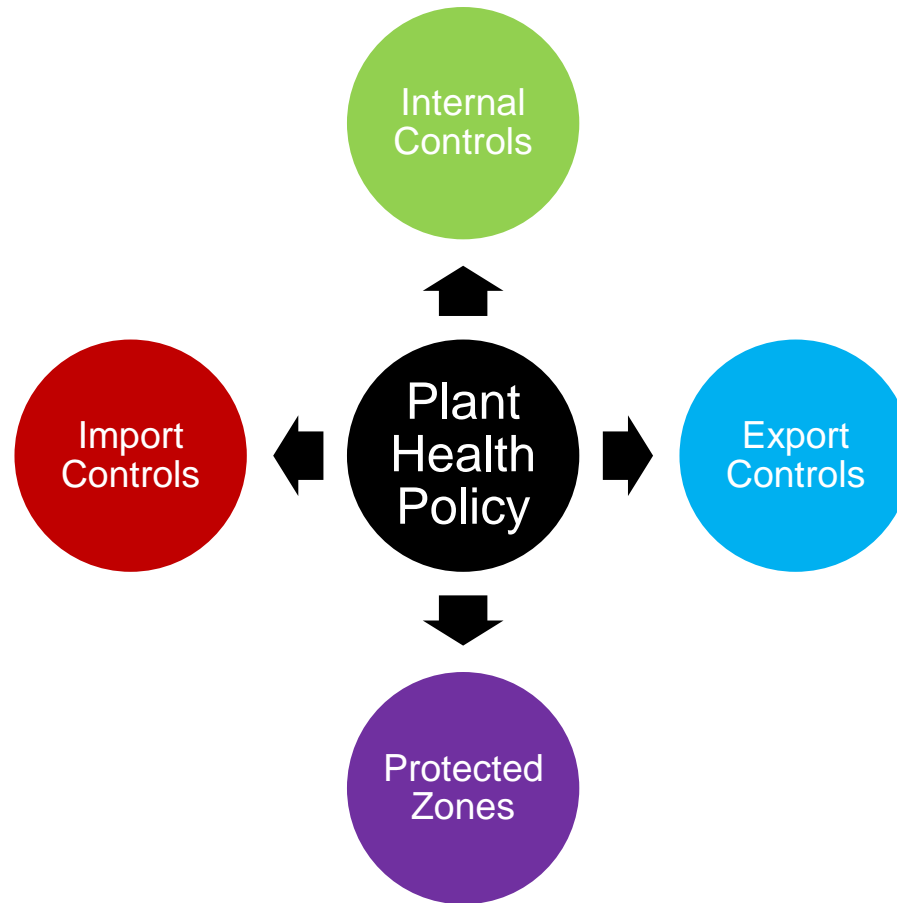 Internal
Controls
Import
Controls
Plant
Health
Policy
Export
Controls
Protected
Zones